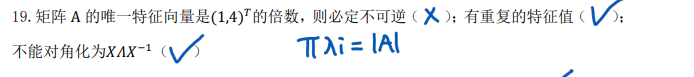 19. 矩阵 A 的唯一特征向量是(1,4)ᵀ的倍数，则必定不可逆（ X ）；有重复的特征值（ ✓ ）；
不能对角化为XΛX⁻¹（ ✓ ）
πλi = |A|